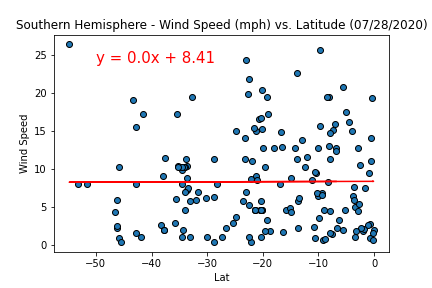 Southern Hemisphere - Wind Speed (mph) vs. Latitude (07/28/2020)
y = 0.0x + 8.41
25
20
15
10
5
0
Wind Speed
−50 −40 −30 −20 −10 0
Lat